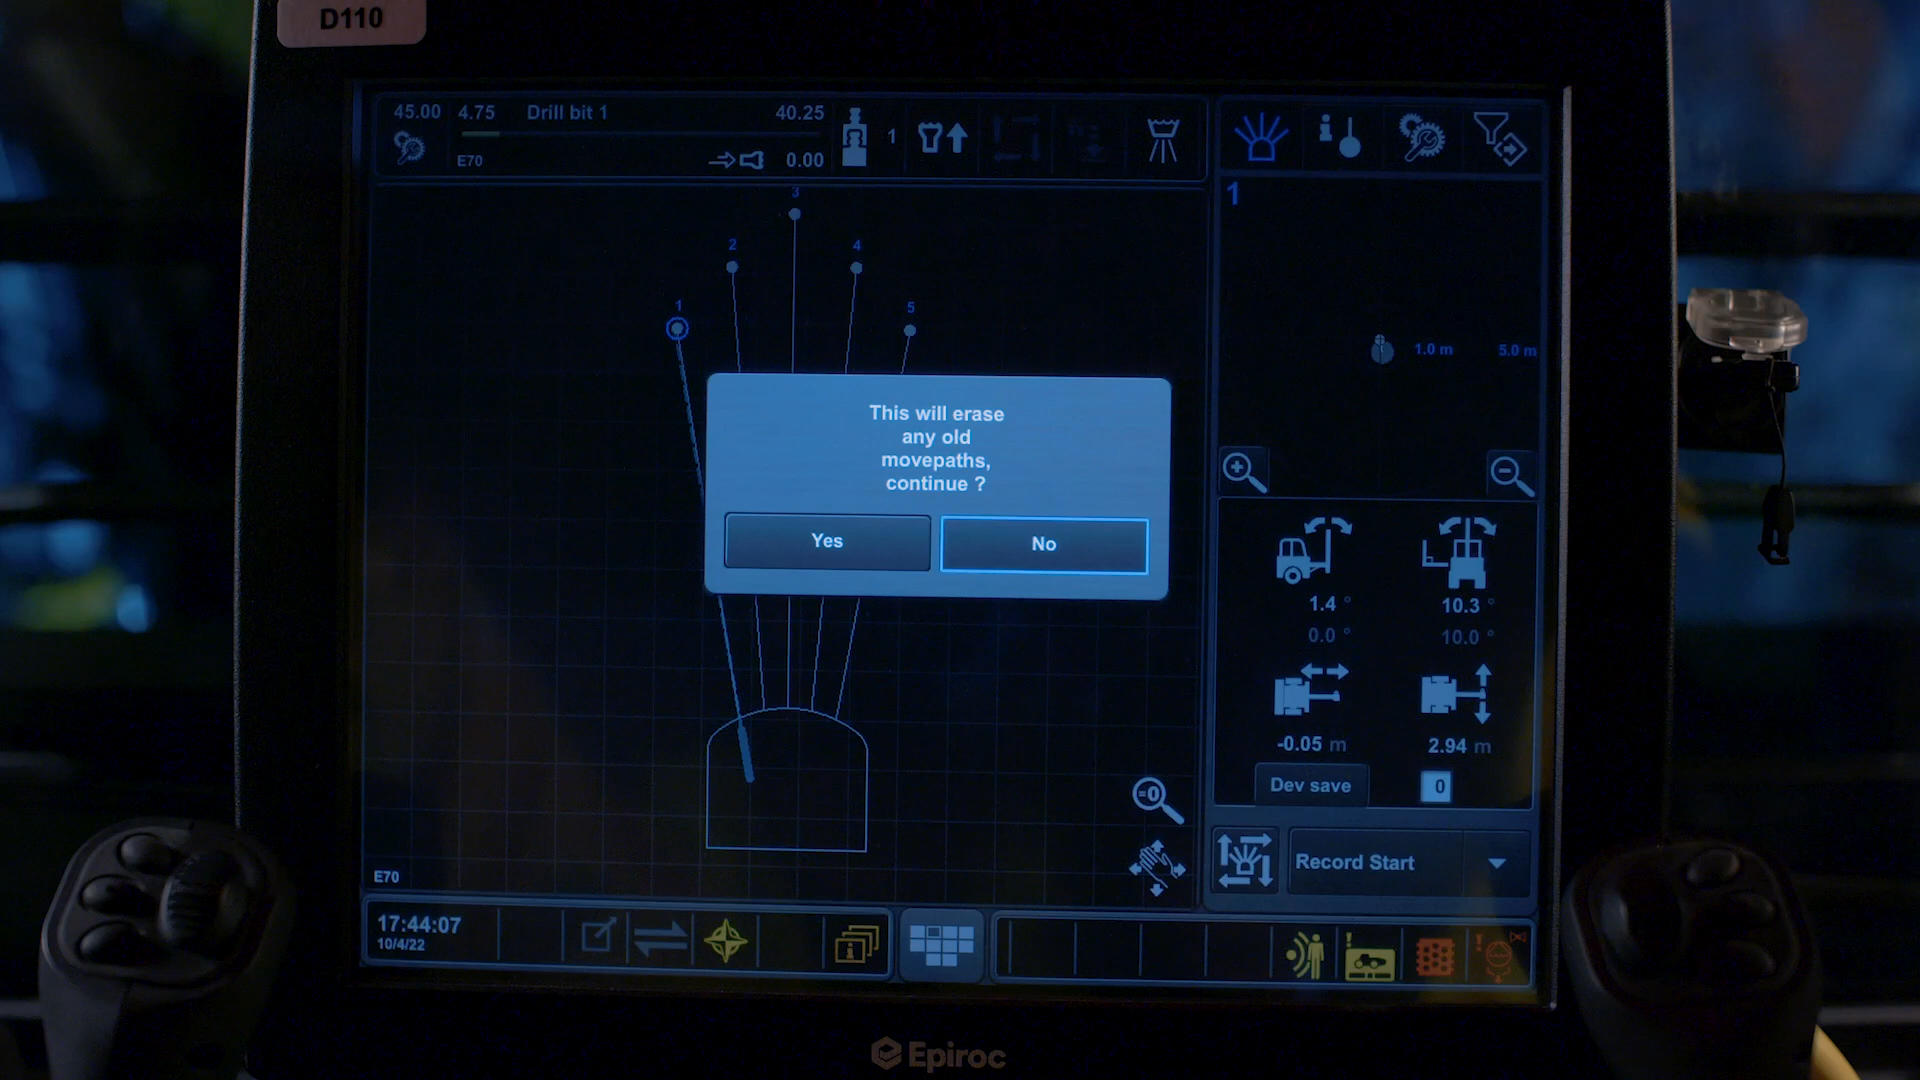 D110
45.00 4.75 Drill bit 1 40.25
1
E70 0.00
1
3
2 4
1 5
1.0 m 5.0 m
This will erase
any old
movepaths,
continue ?
Yes No
1.4 ° 10.3 °
0.0 ° 10.0 °
-0.05 m 2.94 m
=0
Dev save 0
Record Start
E70
17:44:07
10/4/22
Epiroc